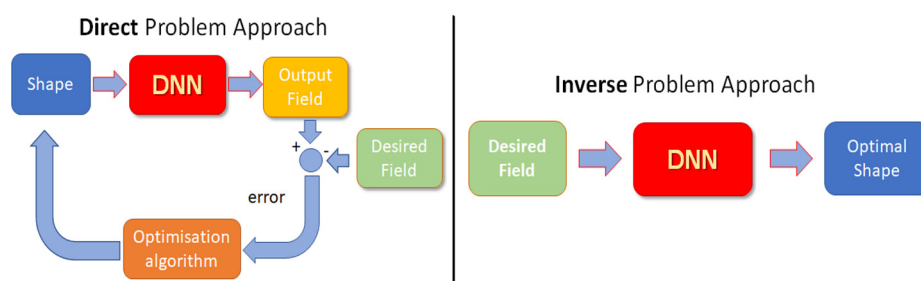 Direct Problem Approach
Shape
DNN
Output
Field
+
-
Desired
Field
error
Optimisation
algorithm
Inverse Problem Approach
Desired
Field
DNN
Optimal
Shape